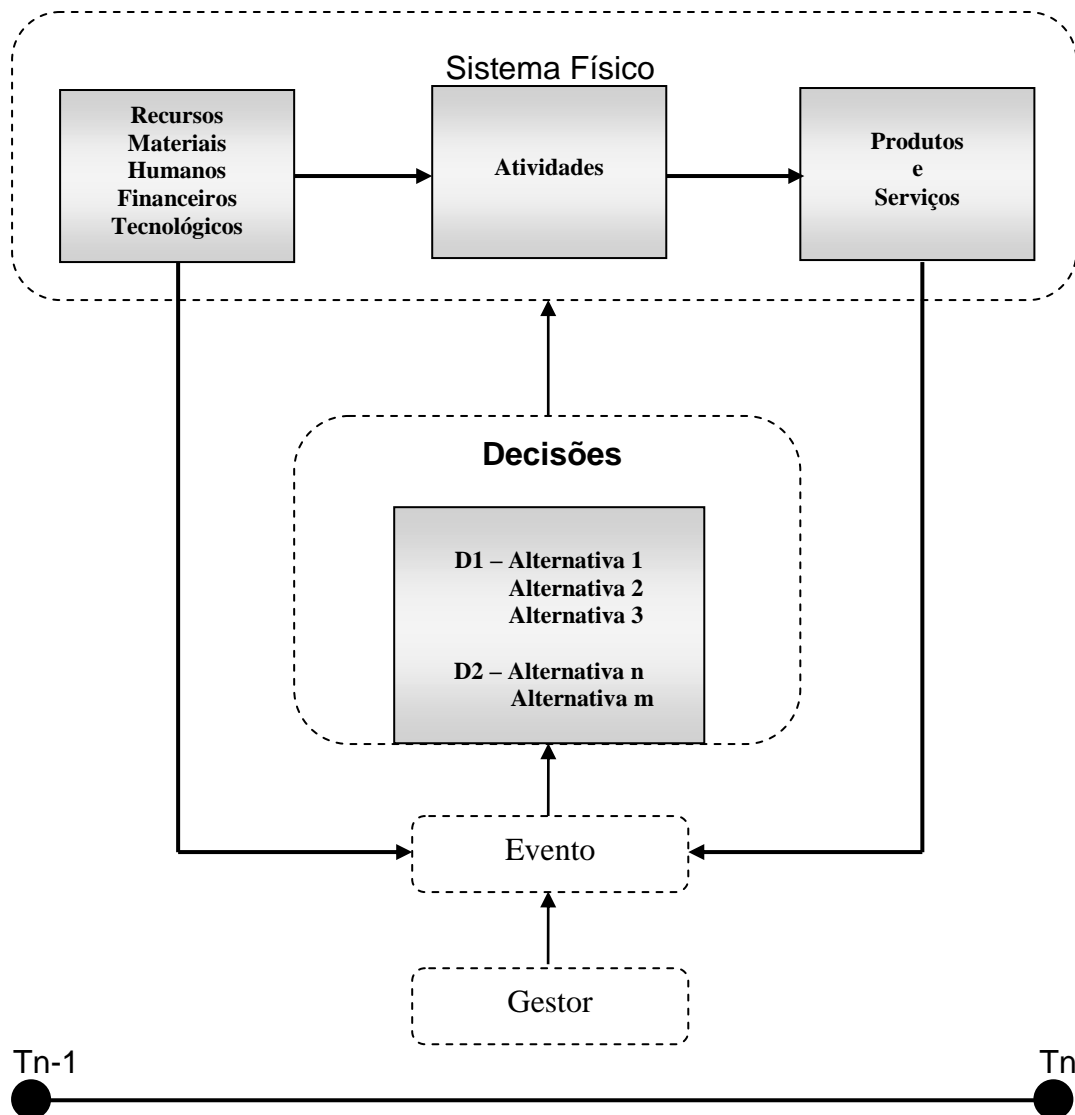 Sistema Físico
Recursos
Materiais
Humanos
Financeiros
Tecnológicos
Atividades
Produtos
e
Serviços
Decisões
D1 – Alternativa 1
Alternativa 2
Alternativa 3
D2 – Alternativa n
Alternativa m
Evento
Gestor
Tn-1
Tn